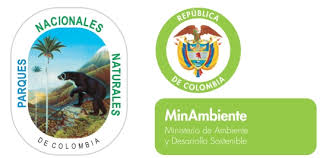 PARQUES
NACIONALES
NATURALES
DE COLOMBIA
REPÚBLICA
DE COLOMBIA
MinAmbiente
Ministerio de Ambiente
y Desarrollo Sostenible